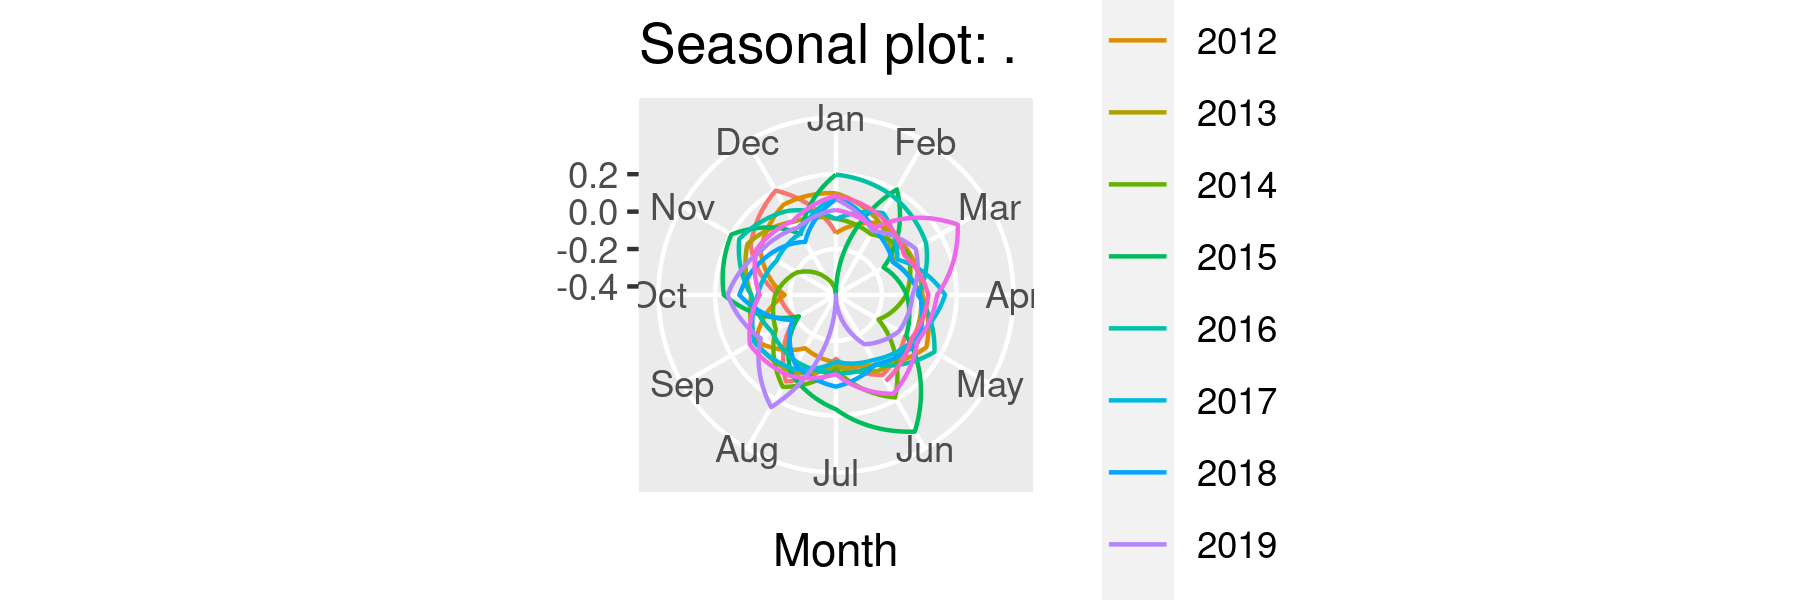 Seasonal plot: .
Jan
Feb
Mar
Apr
May
Jun
Jul
Aug
Sep
Oct
Nov
Dec
0.2
0.0
-0.2
-0.4
Month
2012
2013
2014
2015
2016
2017
2018
2019